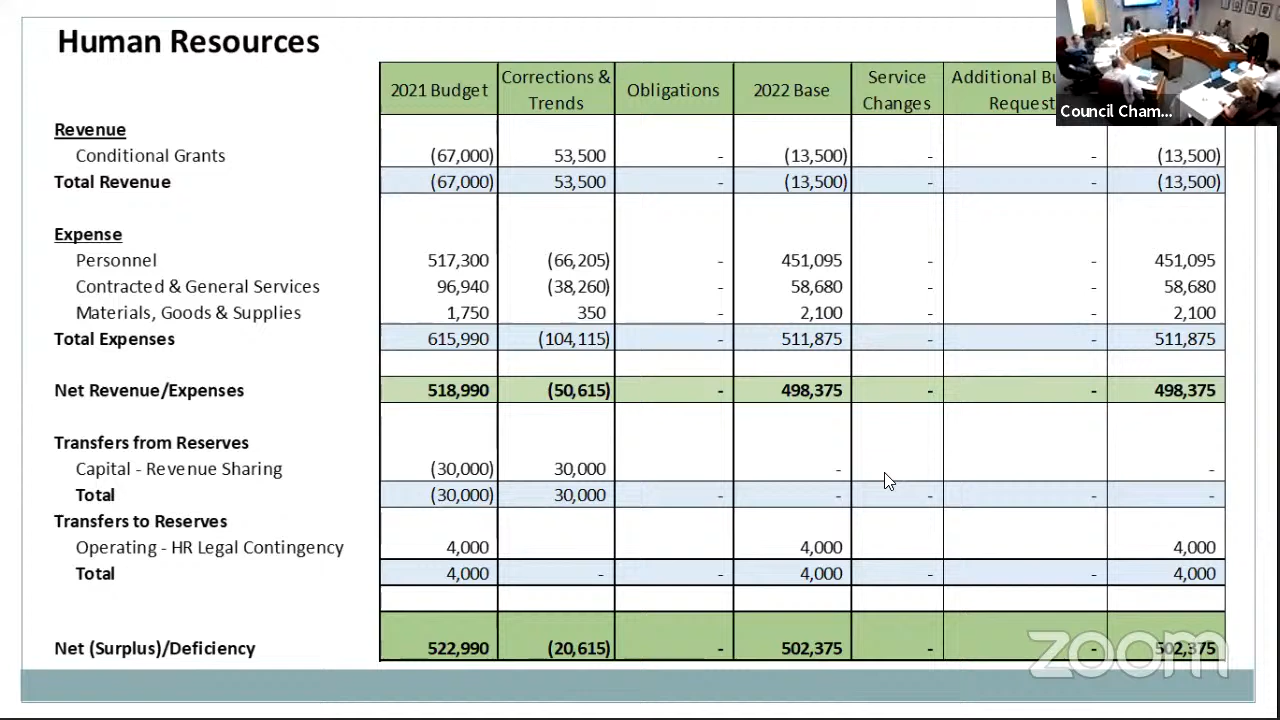 Human Resources
2021 Budget Corrections & Trends Obligations 2022 Base Service Changes Additional Request
Council Cham...
Revenue
Conditional Grants (67,000) 53,500 - (13,500) - - (13,500)
Total Revenue (67,000) 53,500 - (13,500) - - (13,500)
Expense
Personnel 517,300 (66,205) - 451,095 - - 451,095
Contracted & General Services 96,940 (38,260) - 58,680 - - 58,680
Materials, Goods & Supplies 1,750 350 - 2,100 - - 2,100
Total Expenses 615,990 (104,115) - 511,875 - - 511,875
Net Revenue/Expenses 518,990 (50,615) - 498,375 - - 498,375
Transfers from Reserves
Capital - Revenue Sharing (30,000) 30,000 - -
Total (30,000) 30,000 - - - - -
Transfers to Reserves
Operating - HR Legal Contingency 4,000 4,000 4,000
Total 4,000 - - 4,000 - - 4,000
Net (Surplus)/Deficiency 522,990 (20,615) - 502,375 - - 502,375
zoom